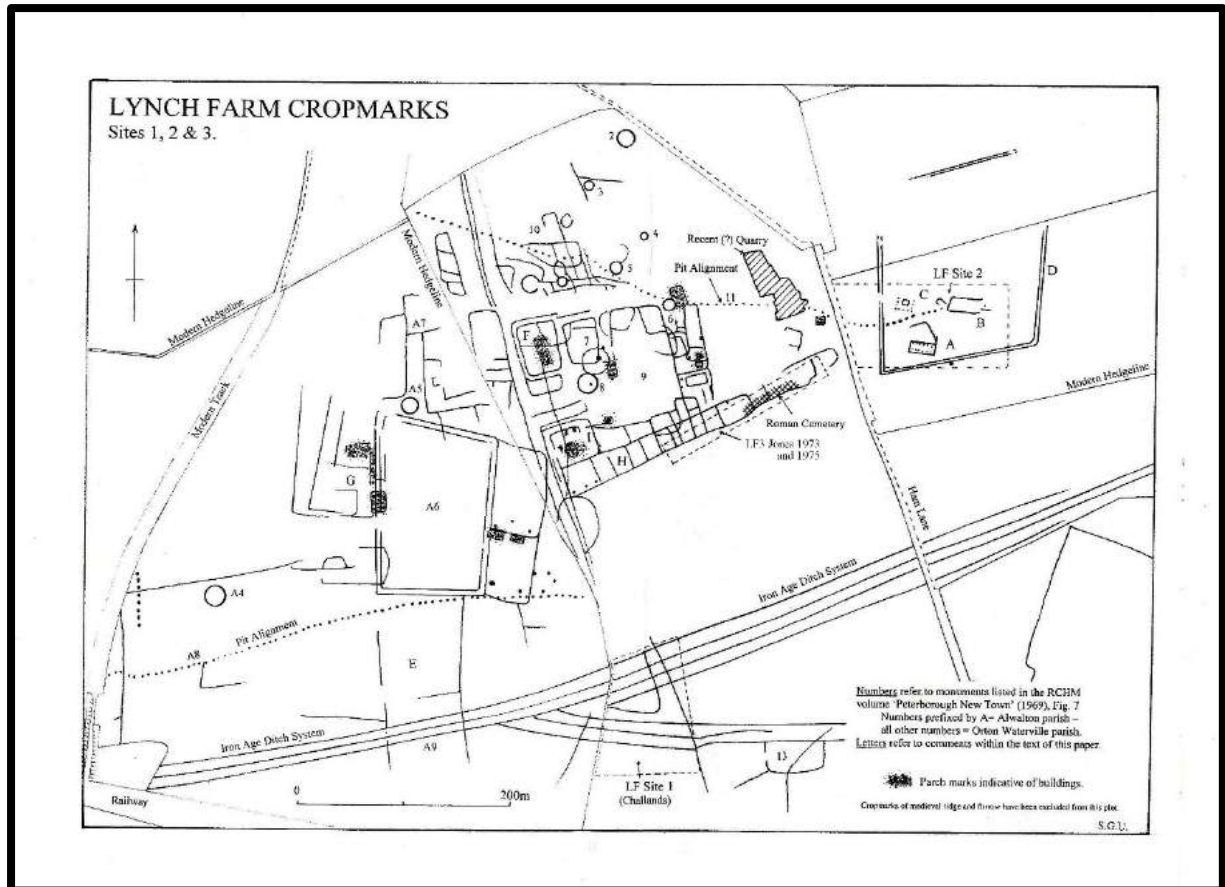 LYNCH FARM CROPMARKS
Sites 1, 2 & 3.
2
3
10
4
5
Recent (?) Quarry
Pit Alignment
11
LF Site 2
C
D
B
A
Modern Hedgeline
Modern Hedgeline
Modern Track
A7
F
7
6
L
8
9
A5
Modern Hedgeline
Roman Cemetery
LF3 Jones 1973
and 1975
H
G
A6
Ham Lane
A4
Pit Alignment
Iron Age Ditch System
A8
E
Iron Age Ditch System
A9
13
LF Site 1
(Challands)
Railway
0
200m
Numbers refer to monuments listed in the RCHM
volume 'Peterborough New Town' (1969), Fig. 7
Numbers prefixed by A= Alwalton parish –
all other numbers = Orton Waterville parish.
Letters refer to comments within the text of this paper.
Parch marks indicative of buildings.
Cropmarks of medieval ridge and furrow have been excluded from this plot.
S.G.U.